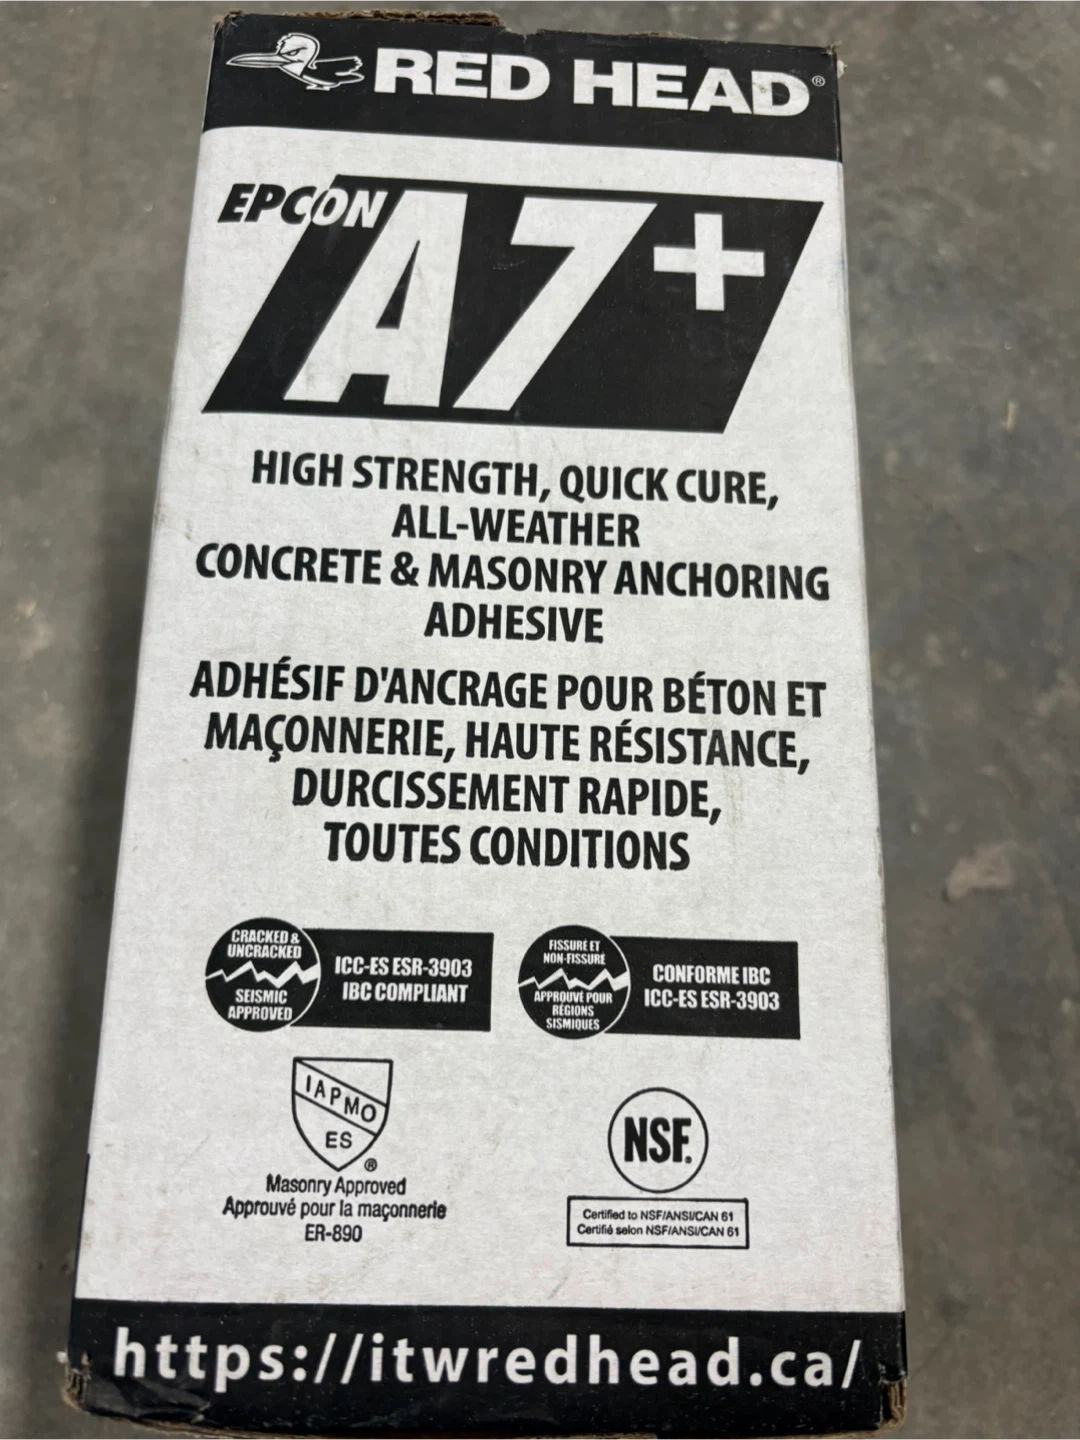 RED HEAD®
EPCON
A7+
HIGH STRENGTH, QUICK CURE,
ALL-WEATHER
CONCRETE & MASONRY ANCHORING
ADHESIVE
ADHÉSIF D'ANCRAGE POUR BÉTON ET
MAÇONNERIE, HAUTE RÉSISTANCE,
DURCISSEMENT RAPIDE,
TOUTES CONDITIONS
CRACKED &
UNCRACKED
SEISMIC
APPROVED
ICC-ES ESR-3903
IBC COMPLIANT
FISSURÉ ET
NON-FISSURÉ
APPROUVÉ POUR
RÉGIONS
SISMIQUES
CONFORME IBC
ICC-ES ESR-3903
IAPMO
ES
®
Masonry Approved
Approuvé pour la maçonnerie
ER-890
NSF.
Certified to NSF/ANSI/CAN 61
Certifié selon NSF/ANSI/CAN 61
https://itwredhead.ca/